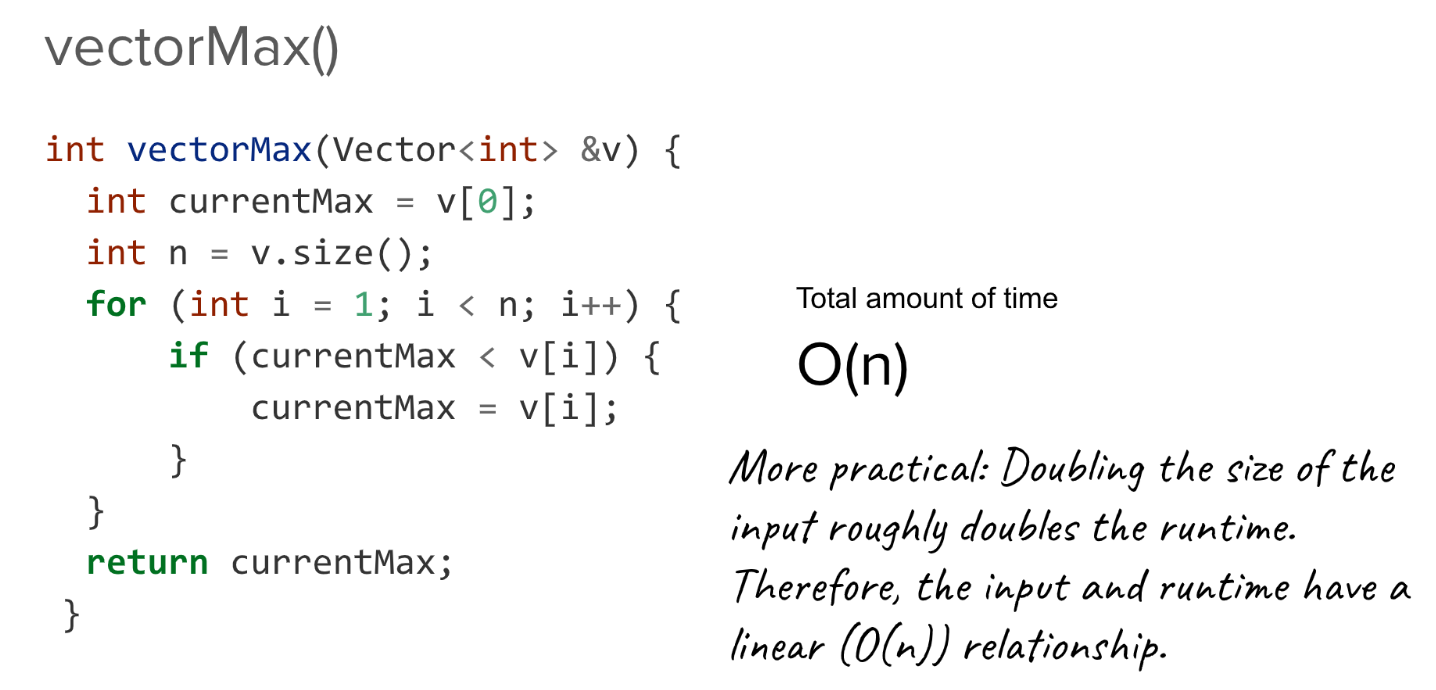 vectorMax()
int vectorMax(Vector<int> &v) {
int currentMax = v[0];
int n = v.size();
for (int i = 1; i < n; i++) {
if (currentMax < v[i]) {
currentMax = v[i];
}
}
return currentMax;
}
Total amount of time
O(n)
More practical: Doubling the size of the
input roughly doubles the runtime.
Therefore, the input and runtime have a
linear (O(n)) relationship.